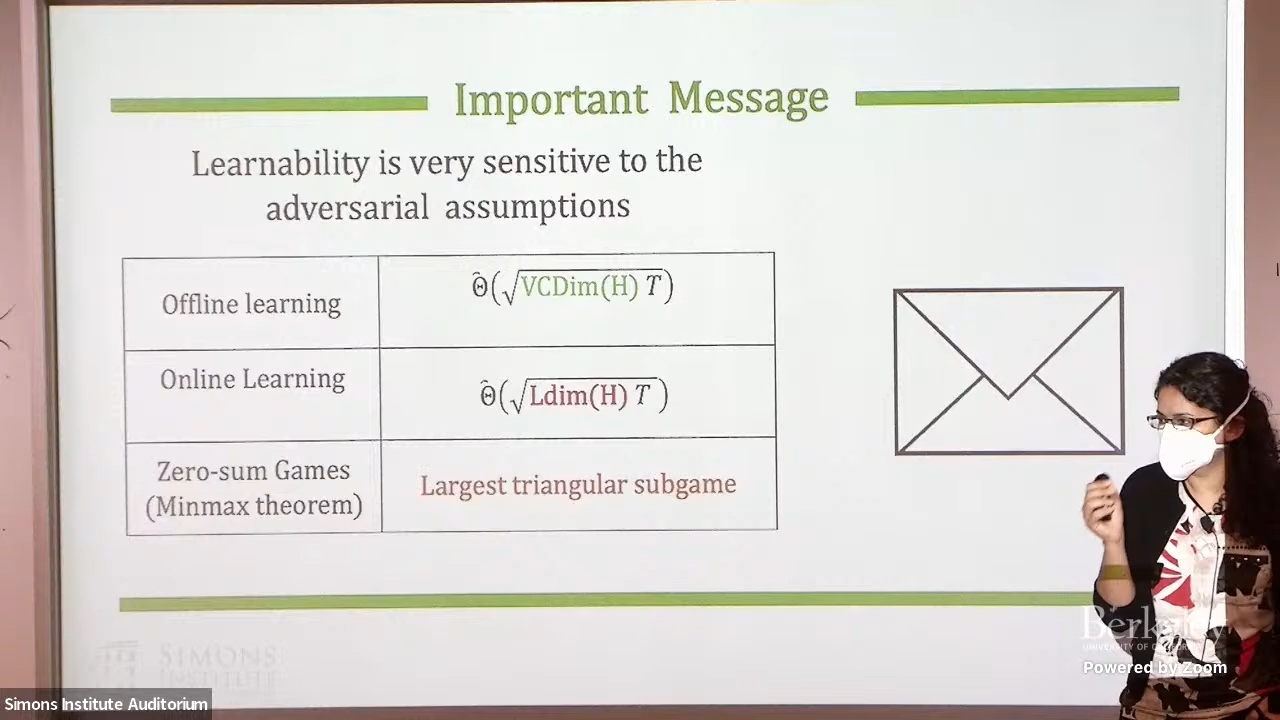 Important Message
Learnability is very sensitive to the
adversarial assumptions
Offline learning
Θ̃(√VCDim(H) T)
Online Learning
Θ̃(√Ldim(H) T)
Zero-sum Games
(Minmax theorem)
Largest triangular subgame
SIMONS
INSTITUTE
Berkeley
UNIVERSITY OF CALIFORNIA
Powered by Zoom
Simons Institute Auditorium